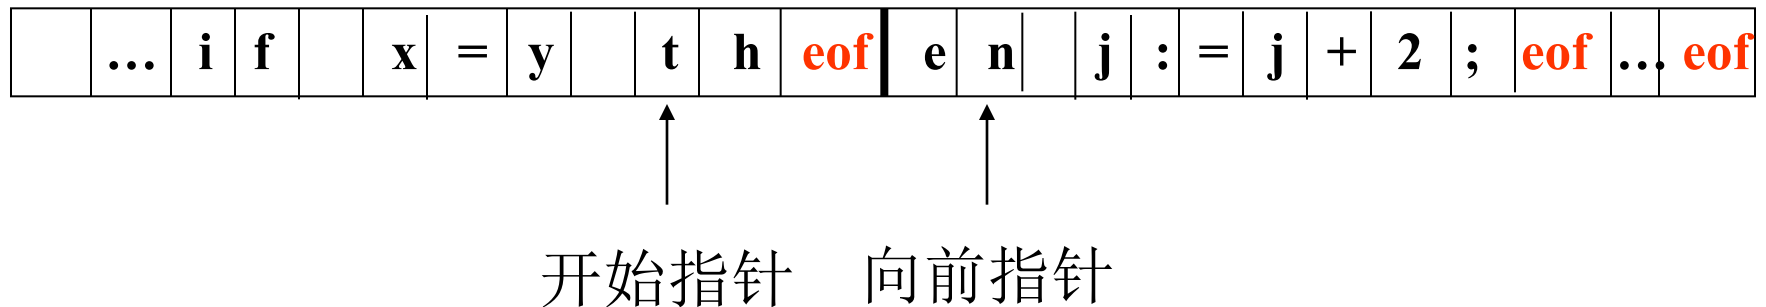 … i f x = y t h eof e n j : = j + 2 ; eof … eof
开始指针 向前指针